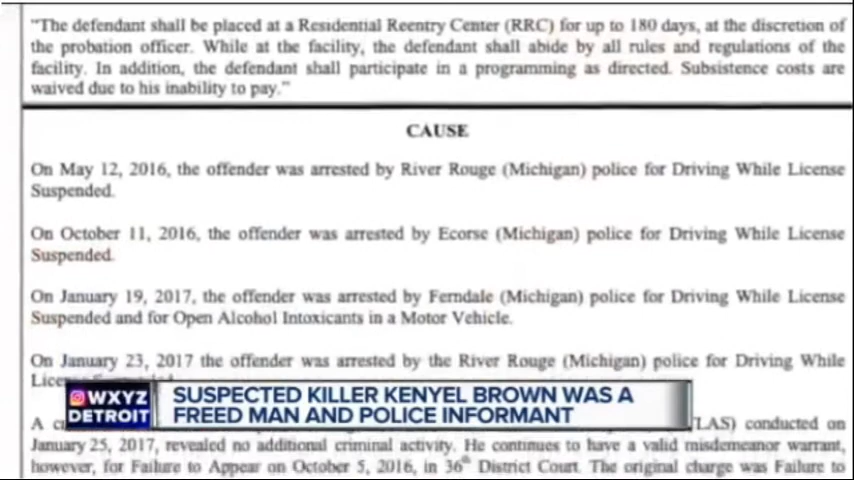 "The defendant shall be placed at a Residential Reentry Center (RRC) for up to 180 days, at the discretion of
the probation officer. While at the facility, the defendant shall abide by all rules and regulations of the
facility. In addition, the defendant shall participate in a programming as directed. Subsistence costs are
waived due to his inability to pay."
CAUSE
On May 12, 2016, the offender was arrested by River Rouge (Michigan) police for Driving While License
Suspended.
On October 11, 2016, the offender was arrested by Ecorse (Michigan) police for Driving While License
Suspended.
On January 19, 2017, the offender was arrested by Ferndale (Michigan) police for Driving While License
Suspended and for Open Alcohol Intoxicants in a Motor Vehicle.
On January 23, 2017 the offender was arrested by the River Rouge (Michigan) police for Driving While
WXYZ
DETROIT
SUSPECTED KILLER KENYEL BROWN WAS A
FREED MAN AND POLICE INFORMANT
A conducted on
January 25, 2017, revealed no additional criminal activity. He continues to have a valid misdemeanor warrant,
however, for Failure to Appear on October 5, 2016, in 36th District Court. The original charge was Failure to